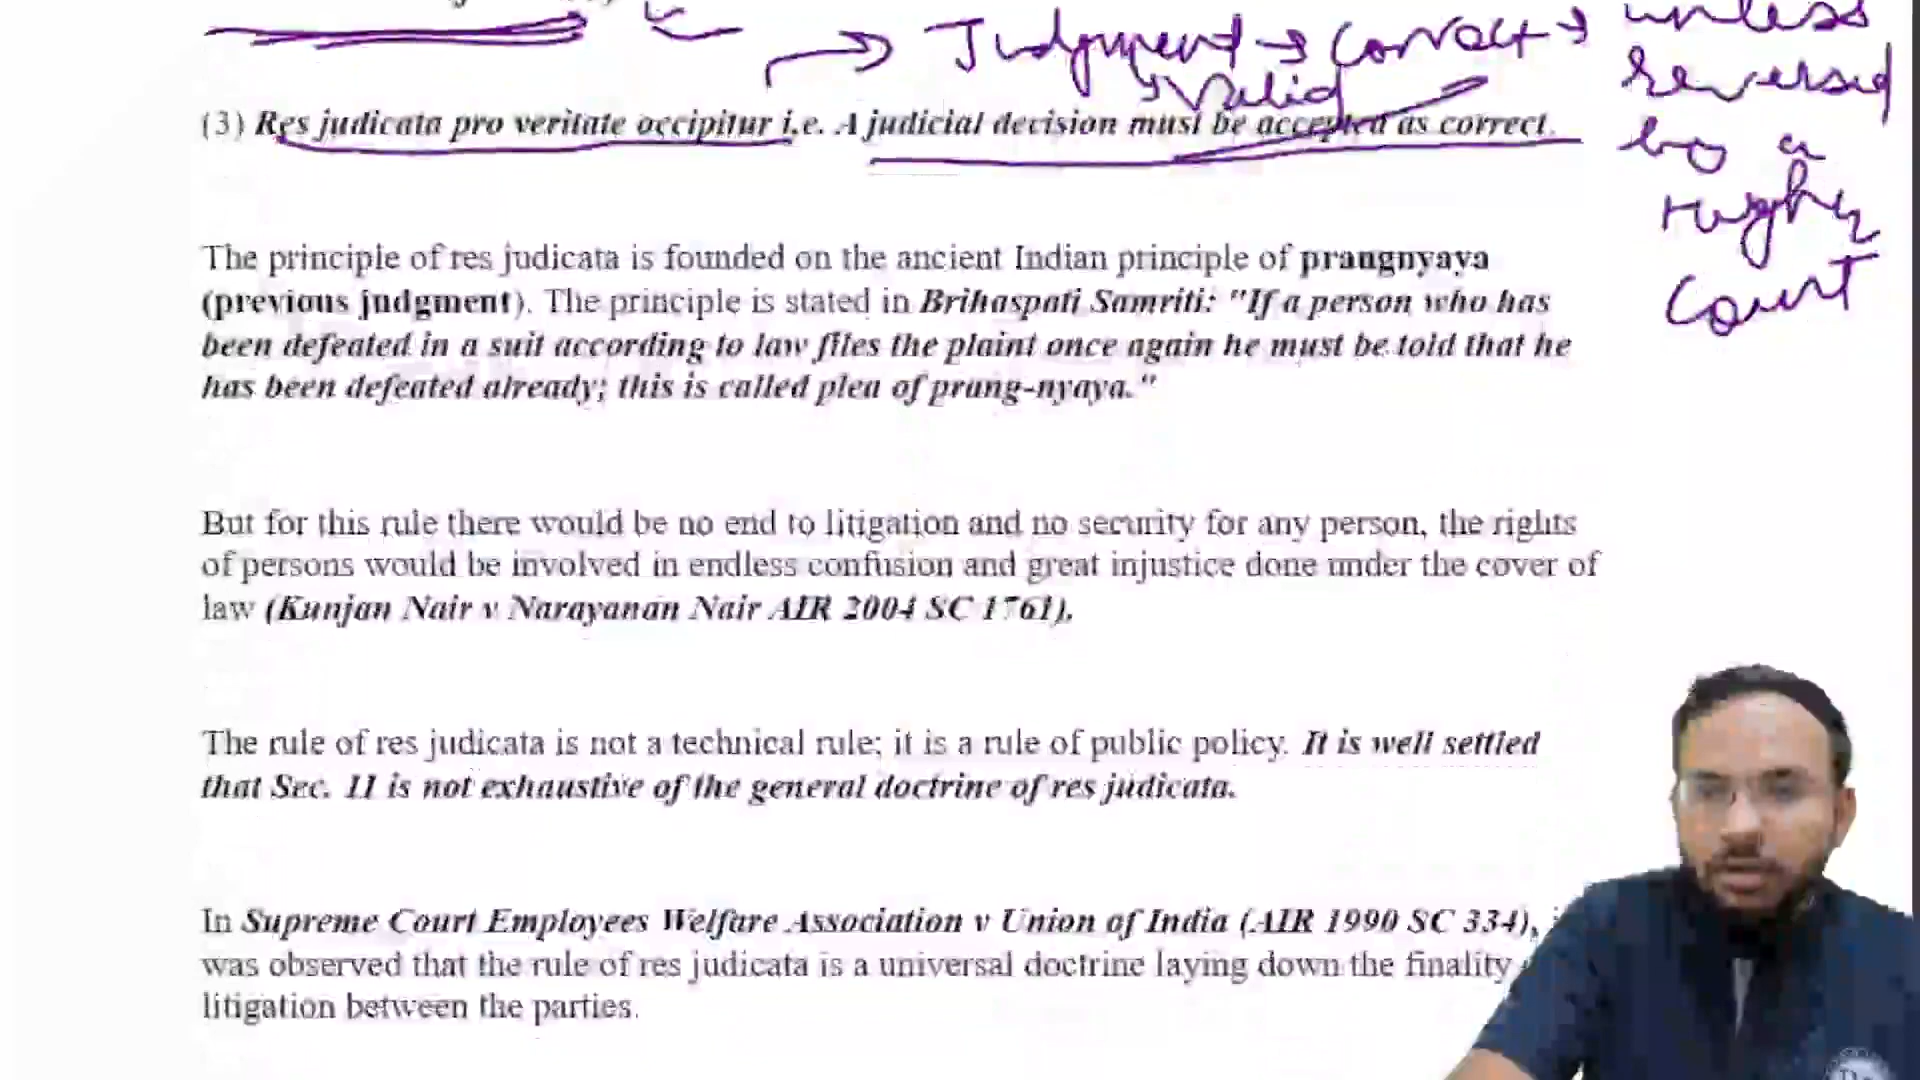 Judgment → Correct → unless
Valid
reversed
by a
Higher
Court
(3) Res judicata pro veritate occipitur i.e. A judicial decision must be accepted as correct.
The principle of res judicata is founded on the ancient Indian principle of prangnyaya
(previous judgment). The principle is stated in Brihaspati Samriti: "If a person who has
been defeated in a suit according to law files the plaint once again he must be told that he
has been defeated already; this is called plea of prang-nyaya."
But for this rule there would be no end to litigation and no security for any person, the rights
of persons would be involved in endless confusion and great injustice done under the cover of
law (Kunjan Nair v Narayanan Nair AIR 2004 SC 1761).
The rule of res judicata is not a technical rule; it is a rule of public policy. It is well settled
that Sec. 11 is not exhaustive of the general doctrine of res judicata.
In Supreme Court Employees Welfare Association v Union of India (AIR 1990 SC 334),
was observed that the rule of res judicata is a universal doctrine laying down the finality
litigation between the parties.